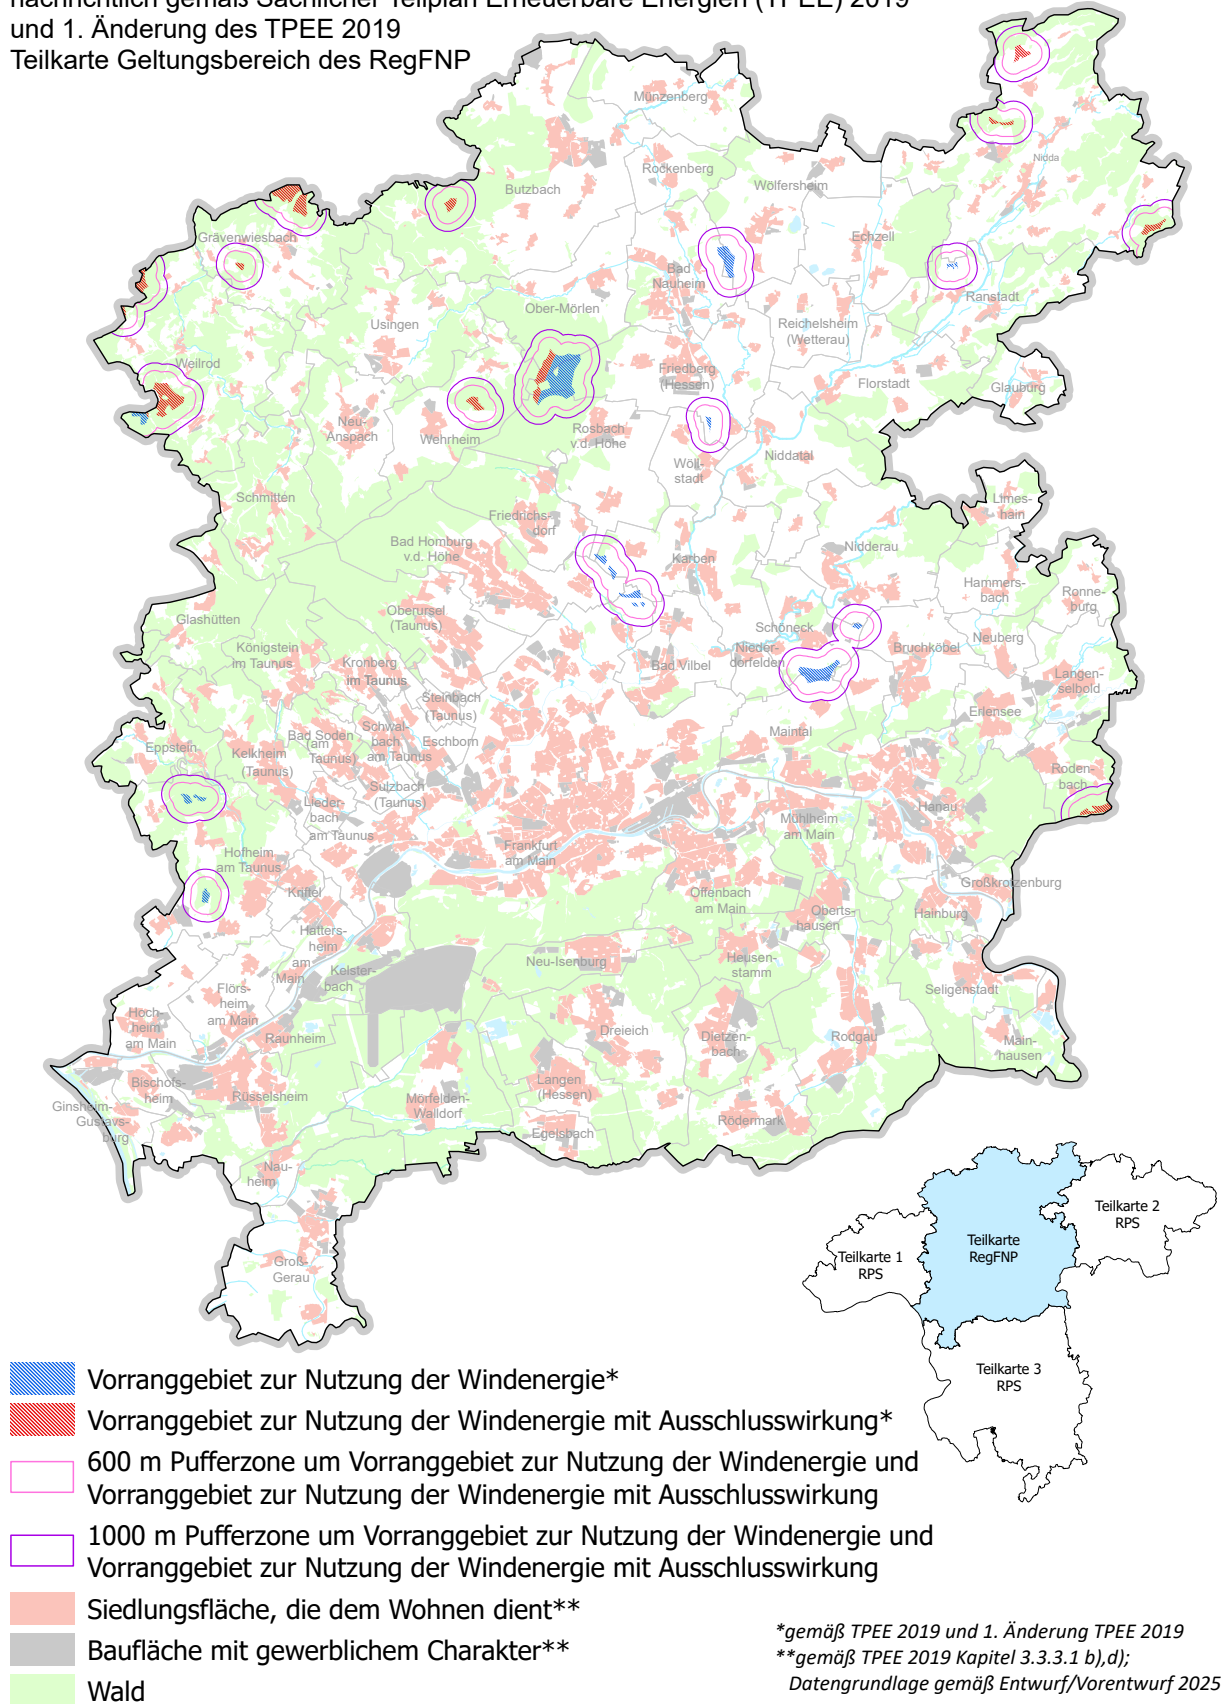 nachrichtlich gemäß Sachlicher Teilplan Erneuerbare Energien (TPEE) 2019
und 1. Änderung des TPEE 2019
Teilkarte Geltungsbereich des RegFNP
Münzenberg
Nidda
Rockenberg
Butzbach
Wölfersheim
Grävenwiesbach
Echzell
Bad
Nauheim
Ranstadt
Ober-Mörlen
Usingen
Reichelsheim
(Wetterau)
Weilrod
Friedberg
(Hessen)
Florstadt
Glauburg
Neu-
Anspach
Wehrheim
Rosbach
v.d. Höhe
Niddatal
Wöll-
stadt
Schmitten
Limes-
hain
Friedrichs-
dorf
Bad Homburg
v.d. Höhe
Nidderau
Karben
Hammers-
bach
Ronne-
burg
Oberursel
(Taunus)
Glashütten
Schöneck
Neuberg
Königstein
im Taunus
Nieder-
dorfelden
Bruchköbel
Kronberg
im Taunus
Bad Vilbel
Langen-
selbold
Steinbach
(Taunus)
Erlensee
Schwal-
bach
am Taunus
Bad Soden
(am
Taunus)
Eschborn
Maintal
Eppstein
Kelkheim
(Taunus)
Roden-
bach
Sulzbach
(Taunus)
Lieder-
bach
am Taunus
Hanau
Mühlheim
am Main
Frankfurt
am Main
Hofheim
am Taunus
Großkrotzenburg
Kriftel
Offenbach
am Main
Oberts-
hausen
Hainburg
Hatters-
heim
am
Main
Kelster-
bach
Neu-Isenburg
Heusen-
stamm
Flörs-
heim
am Main
Seligenstadt
Hoch-
heim
am Main
Raunheim
Dreieich
Dietzen-
bach
Rodgau
Main-
hausen
Bischofs-
heim
Rüsselsheim
Langen
(Hessen)
Mörfelden-
Walldorf
Ginsheim-
Gustavs-
burg
Rödermark
Egelsbach
Nau-
heim
Groß-
Gerau
Teilkarte 2
RPS
Teilkarte
RegFNP
Teilkarte 1
RPS
Teilkarte 3
RPS
Vorranggebiet zur Nutzung der Windenergie*
Vorranggebiet zur Nutzung der Windenergie mit Ausschlusswirkung*
600 m Pufferzone um Vorranggebiet zur Nutzung der Windenergie und
Vorranggebiet zur Nutzung der Windenergie mit Ausschlusswirkung
1000 m Pufferzone um Vorranggebiet zur Nutzung der Windenergie und
Vorranggebiet zur Nutzung der Windenergie mit Ausschlusswirkung
Siedlungsfläche, die dem Wohnen dient**
Baufläche mit gewerblichem Charakter**
Wald
*gemäß TPEE 2019 und 1. Änderung TPEE 2019
**gemäß TPEE 2019 Kapitel 3.3.3.1 b),d);
Datengrundlage gemäß Entwurf/Vorentwurf 2025